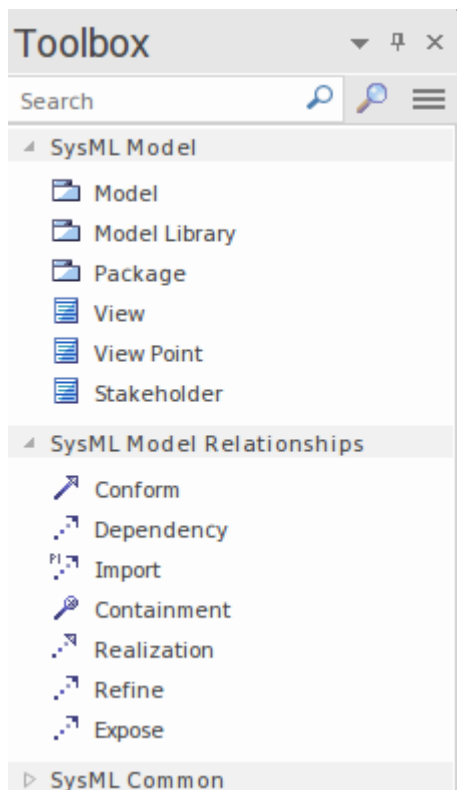 Toolbox
Search
SysML Model
Model
Model Library
Package
View
View Point
Stakeholder
SysML Model Relationships
Conform
Dependency
PI
Import
Containment
Realization
Refine
Expose
SysML Common